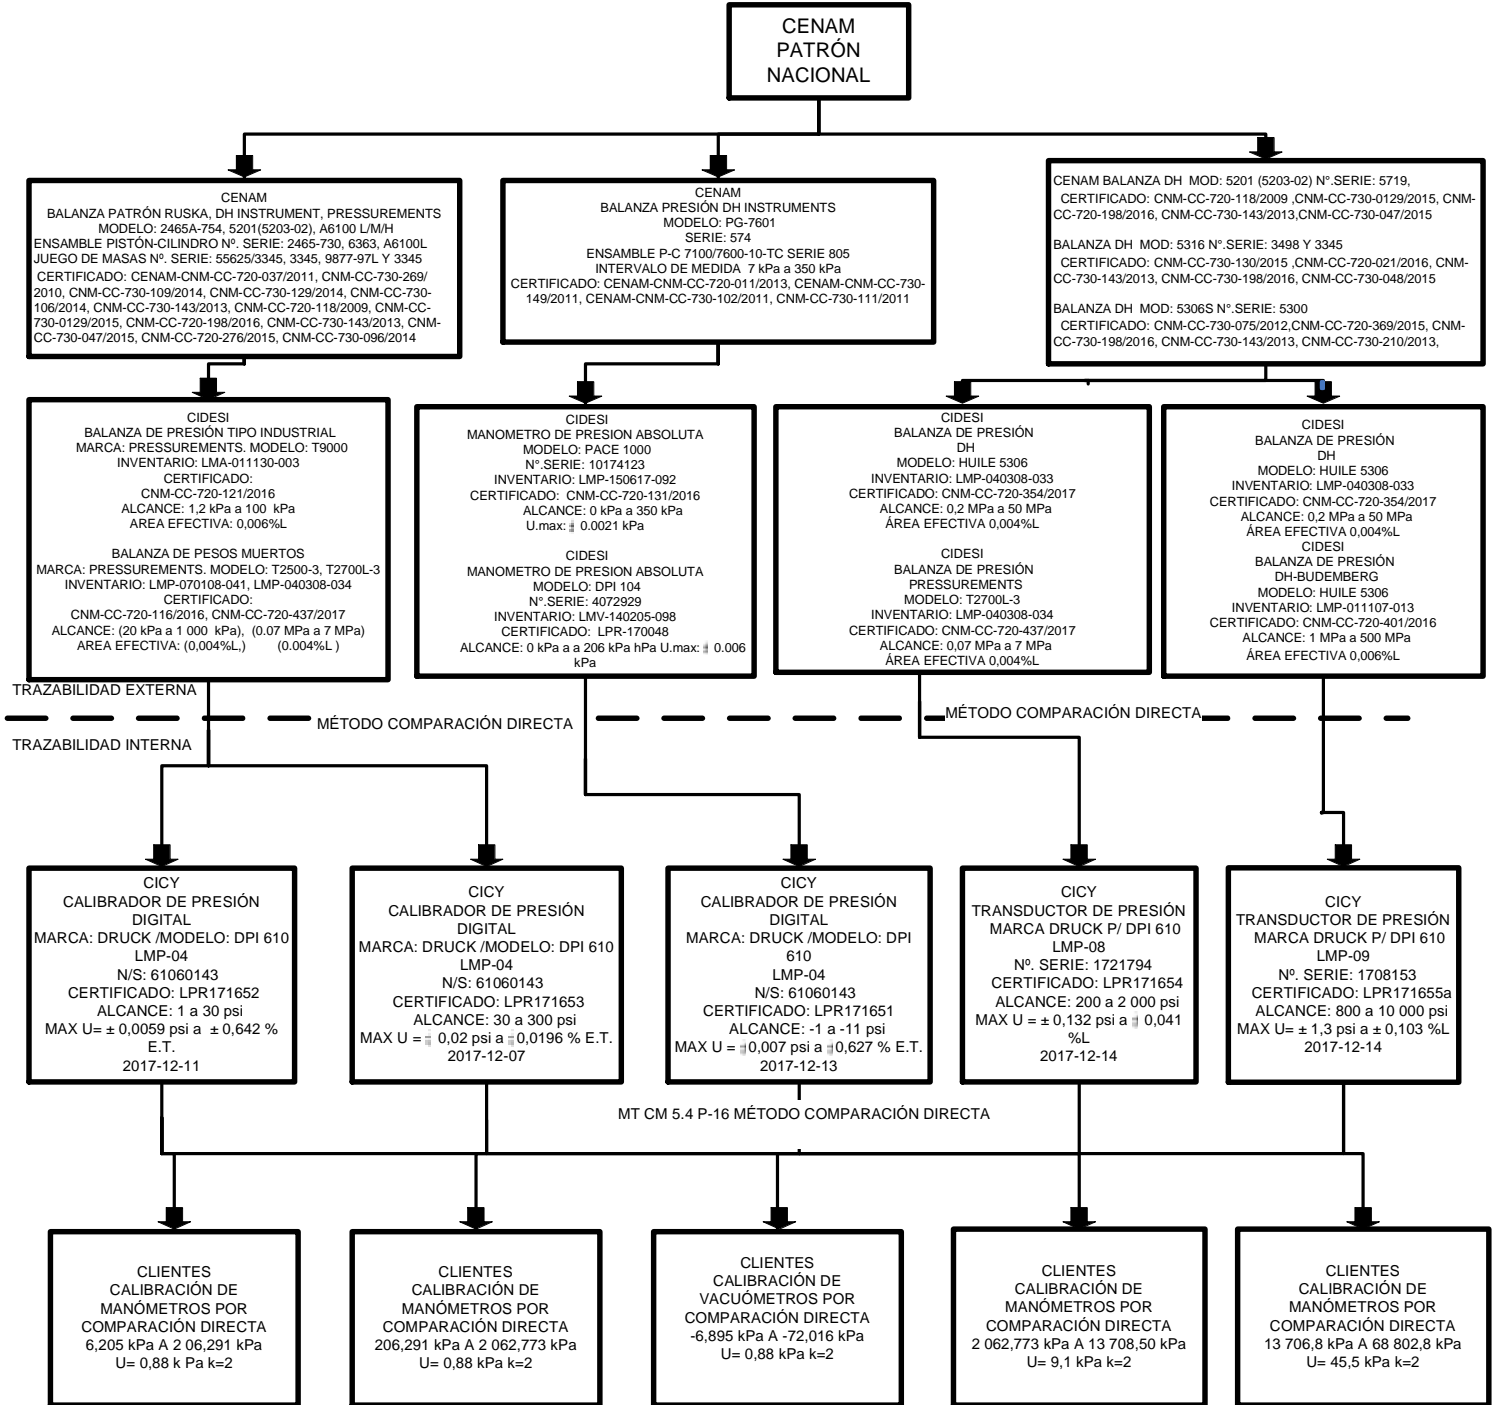 CENAM
PATRÓN
NACIONAL
CENAM
BALANZA PATRÓN RUSKA, DH INSTRUMENT, PRESSUREMENTS
MODELO: 2465A-754, 5201(5203-02), A6100 L/M/H
ENSAMBLE PISTÓN-CILINDRO Nº. SERIE: 2465-730, 6363, A6100L
JUEGO DE MASAS Nº. SERIE: 55625/3345, 3345, 9877-97L Y 3345
CERTIFICADO: CENAM-CNM-CC-720-037/2011, CNM-CC-730-269/
2010, CNM-CC-730-109/2014, CNM-CC-730-129/2014, CNM-CC-730-
106/2014, CNM-CC-730-143/2013, CNM-CC-720-118/2009, CNM-CC-
730-0129/2015, CNM-CC-720-198/2016, CNM-CC-730-143/2013, CNM-
CC-730-047/2015, CNM-CC-720-276/2015, CNM-CC-730-096/2014
CENAM
BALANZA PRESIÓN DH INSTRUMENTS
MODELO: PG-7601
SERIE: 574
ENSAMBLE P-C 7100/7600-10-TC SERIE 805
INTERVALO DE MEDIDA 7 kPa a 350 kPa
CERTIFICADO: CENAM-CNM-CC-720-011/2013, CENAM-CNM-CC-730-
149/2011, CENAM-CNM-CC-730-102/2011, CNM-CC-730-111/2011
CENAM BALANZA DH MOD: 5201 (5203-02) N°.SERIE: 5719,
CERTIFICADO: CNM-CC-720-118/2009 ,CNM-CC-730-0129/2015, CNM-
CC-720-198/2016, CNM-CC-730-143/2013,CNM-CC-730-047/2015
BALANZA DH MOD: 5316 N°.SERIE: 3498 Y 3345
CERTIFICADO: CNM-CC-730-130/2015 ,CNM-CC-720-021/2016, CNM-
CC-730-143/2013, CNM-CC-730-198/2016, CNM-CC-730-048/2015
BALANZA DH MOD: 5306S N°.SERIE: 5300
CERTIFICADO: CNM-CC-730-075/2012,CNM-CC-720-369/2015, CNM-
CC-730-198/2016, CNM-CC-730-143/2013, CNM-CC-730-210/2013,
CIDESI
BALANZA DE PRESIÓN TIPO INDUSTRIAL
MARCA: PRESSUREMENTS. MODELO: T9000
INVENTARIO: LMA-011130-003
CERTIFICADO:
CNM-CC-720-121/2016
ALCANCE: 1,2 kPa a 100 kPa
AREA EFECTIVA: 0,006%L
BALANZA DE PESOS MUERTOS
MARCA: PRESSUREMENTS. MODELO: T2500-3, T2700L-3
INVENTARIO: LMP-070108-041, LMP-040308-034
CERTIFICADO:
CNM-CC-720-116/2016, CNM-CC-720-437/2017
ALCANCE: (20 kPa a 1 000 kPa), (0.07 MPa a 7 MPa)
AREA EFECTIVA: (0,004%L,) (0.004%L )
CIDESI
MANOMETRO DE PRESION ABSOLUTA
MODELO: PACE 1000
N°.SERIE: 10174123
INVENTARIO: LMP-150617-092
CERTIFICADO: CNM-CC-720-131/2016
ALCANCE: 0 kPa a 350 kPa
U.max: 0.0021 kPa
CIDESI
MANOMETRO DE PRESION ABSOLUTA
MODELO: DPI 104
N°.SERIE: 4072929
INVENTARIO: LMV-140205-098
CERTIFICADO: LPR-170048
ALCANCE: 0 kPa a a 206 kPa hPa U.max: 0.006
kPa
CIDESI
BALANZA DE PRESIÓN
DH
MODELO: HUILE 5306
INVENTARIO: LMP-040308-033
CERTIFICADO: CNM-CC-720-354/2017
ALCANCE: 0,2 MPa a 50 MPa
ÁREA EFECTIVA 0,004%L
CIDESI
BALANZA DE PRESIÓN
PRESSUREMENTS
MODELO: T2700L-3
INVENTARIO: LMP-040308-034
CERTIFICADO: CNM-CC-720-437/2017
ALCANCE: 0,07 MPa a 7 MPa
ÁREA EFECTIVA 0,004%L
CIDESI
BALANZA DE PRESIÓN
DH
MODELO: HUILE 5306
INVENTARIO: LMP-040308-033
CERTIFICADO: CNM-CC-720-354/2017
ALCANCE: 0,2 MPa a 50 MPa
ÁREA EFECTIVA 0,004%L
CIDESI
BALANZA DE PRESIÓN
DH-BUDEMBERG
MODELO: HUILE 5306
INVENTARIO: LMP-011107-013
CERTIFICADO: CNM-CC-720-401/2016
ALCANCE: 1 MPa a 500 MPa
ÁREA EFECTIVA 0,006%L
TRAZABILIDAD EXTERNA
MÉTODO COMPARACIÓN DIRECTA
MÉTODO COMPARACIÓN DIRECTA
TRAZABILIDAD INTERNA
CICY
CALIBRADOR DE PRESIÓN
DIGITAL
MARCA: DRUCK /MODELO: DPI 610
LMP-04
N/S: 61060143
CERTIFICADO: LPR171652
ALCANCE: 1 a 30 psi
MAX U= ± 0,0059 psi a ± 0,642 %
E.T.
2017-12-11
CICY
CALIBRADOR DE PRESIÓN
DIGITAL
MARCA: DRUCK /MODELO: DPI 610
LMP-04
N/S: 61060143
CERTIFICADO: LPR171653
ALCANCE: 30 a 300 psi
MAX U = 0,02 psi a 0,0196 % E.T.
2017-12-07
CICY
CALIBRADOR DE PRESIÓN
DIGITAL
MARCA: DRUCK /MODELO: DPI
610
LMP-04
N/S: 61060143
CERTIFICADO: LPR171651
ALCANCE: -1 a -11 psi
MAX U = 0,007 psi a 0,627 % E.T.
2017-12-13
CICY
TRANSDUCTOR DE PRESIÓN
MARCA DRUCK P/ DPI 610
LMP-08
Nº. SERIE: 1721794
CERTIFICADO: LPR171654
ALCANCE: 200 a 2 000 psi
MAX U = ± 0,132 psi a 0,041
%L
2017-12-14
CICY
TRANSDUCTOR DE PRESIÓN
MARCA DRUCK P/ DPI 610
LMP-09
Nº. SERIE: 1708153
CERTIFICADO: LPR171655a
ALCANCE: 800 a 10 000 psi
MAX U= ± 1,3 psi a ± 0,103 %L
2017-12-14
MT CM 5.4 P-16 MÉTODO COMPARACIÓN DIRECTA
CLIENTES
CALIBRACIÓN DE
MANÓMETROS POR
COMPARACIÓN DIRECTA
6,205 kPa A 2 06,291 kPa
U= 0,88 k Pa k=2
CLIENTES
CALIBRACIÓN DE
MANÓMETROS POR
COMPARACIÓN DIRECTA
206,291 kPa A 2 062,773 kPa
U= 0,88 kPa k=2
CLIENTES
CALIBRACIÓN DE
VACUÓMETROS POR
COMPARACIÓN DIRECTA
-6,895 kPa A -72,016 kPa
U= 0,88 kPa k=2
CLIENTES
CALIBRACIÓN DE
MANÓMETROS POR
COMPARACIÓN DIRECTA
2 062,773 kPa A 13 708,50 kPa
U= 9,1 kPa k=2
CLIENTES
CALIBRACIÓN DE
MANÓMETROS POR
COMPARACIÓN DIRECTA
13 706,8 kPa A 68 802,8 kPa
U= 45,5 kPa k=2